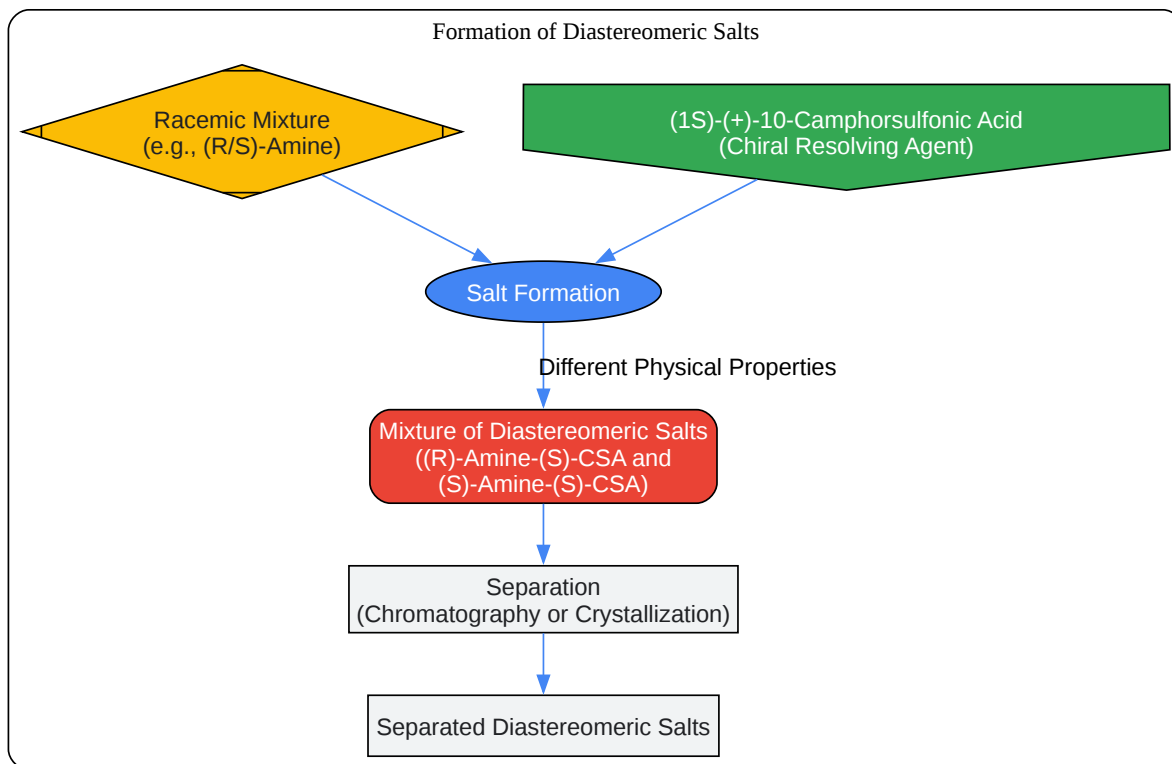 Formation of Diastereomeric Salts
Racemic Mixture
(e.g., (R/S)-Amine)
(1S)-(+)-10-Camphorsulfonic Acid
(Chiral Resolving Agent)
Salt Formation
Different Physical Properties
Mixture of Diastereomeric Salts
((R)-Amine-(S)-CSA and
(S)-Amine-(S)-CSA)
Separation
(Chromatography or Crystallization)
Separated Diastereomeric Salts